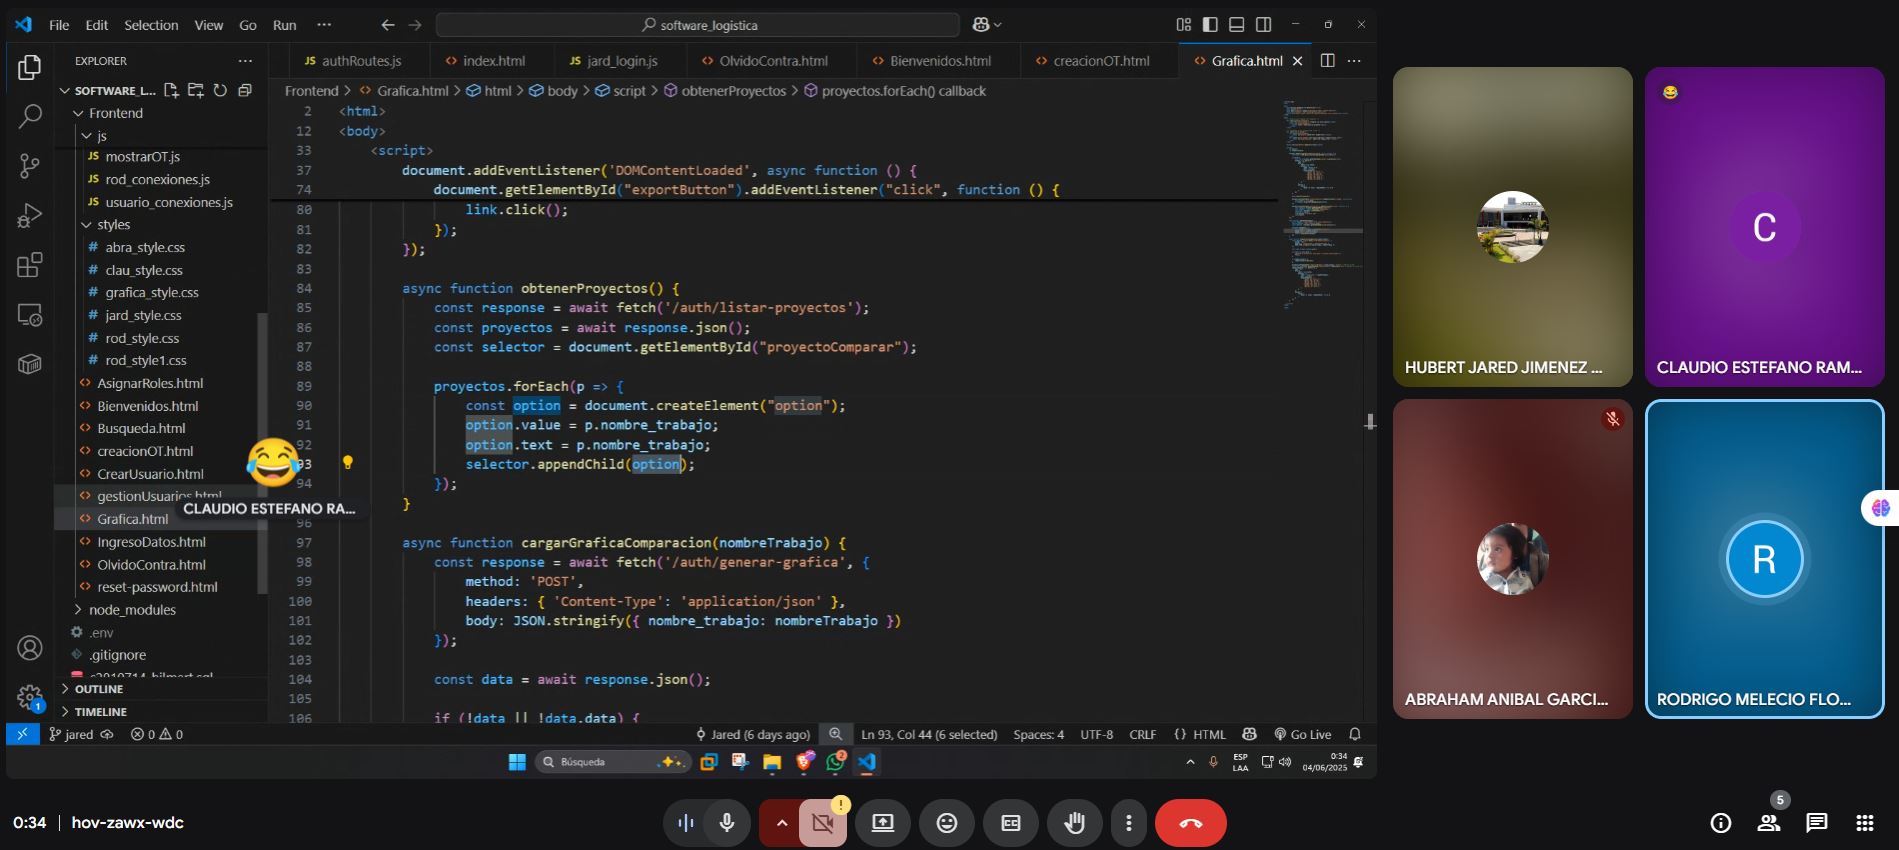 File Edit Selection View Go Run ···
software_logistica
EXPLORER
SOFTWARE_L...
Frontend
js
JS mostrarOT.js
JS rod_conexiones.js
JS usuario_conexiones.js
styles
# abra_style.css
# clau_style.css
# grafica_style.css
# jard_style.css
# rod_style.css
# rod_style1.css
<> AsignarRoles.html
<> Bienvenidos.html
<> Busqueda.html
<> creacionOT.html
<> CrearUsuario.html
<> gestionUsuarios.html
<> Grafica.html
<> IngresoDatos.html
<> OlvidoContra.html
<> reset-password.html
node_modules
.env
.gitignore
OUTLINE
TIMELINE
CLAUDIO ESTEFANO RA...
JS authRoutes.js <> index.html JS jard_login.js <> OlvidoContra.html <> Bienvenidos.html <> creacionOT.html <> Grafica.html
Frontend > <> Grafica.html > html > body > script > obtenerProyectos > proyectos.forEach() callback
2 <html>
12 <body>
33 <script>
37 document.addEventListener('DOMContentLoaded', async function () {
74 document.getElementById("exportButton").addEventListener("click", function () {
80 link.click();
81 });
82 });
83
84 async function obtenerProyectos() {
85 const response = await fetch('/auth/listar-proyectos');
86 const proyectos = await response.json();
87 const selector = document.getElementById("proyectoComparar");
88
89 proyectos.forEach(p => {
90 const option = document.createElement("option");
91 option.value = p.nombre_trabajo;
92 option.text = p.nombre_trabajo;
93 selector.appendChild(option);
94 });
}
96
97 async function cargarGraficaComparacion(nombreTrabajo) {
98 const response = await fetch('/auth/generar-grafica', {
99 method: 'POST',
100 headers: { 'Content-Type': 'application/json' },
101 body: JSON.stringify({ nombre_trabajo: nombreTrabajo })
102 });
103
104 const data = await response.json();
105
106 if (!data || !data.data) {
1
jared 0 0
Jared (6 days ago) Ln 93, Col 44 (6 selected) Spaces: 4 UTF-8 CRLF {} HTML Go Live
Búsqueda
2
ESP
LAA
0:34
04/06/2025
HUBERT JARED JIMENEZ ...
C
CLAUDIO ESTEFANO RAM...
ABRAHAM ANIBAL GARCI...
R
RODRIGO MELECIO FLO...
0:34 | hov-zawx-wdc
!
CC
5